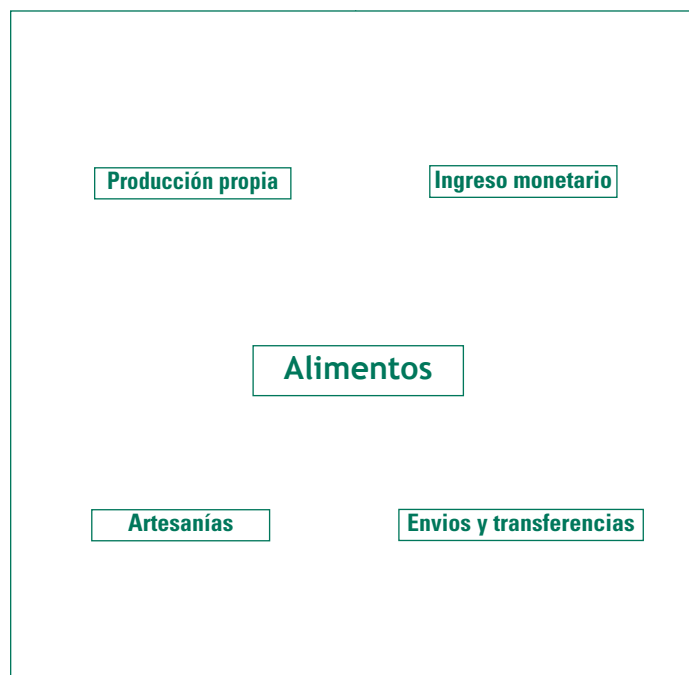 Producción propia
Ingreso monetario
Alimentos
Artesanías
Envios y transferencias